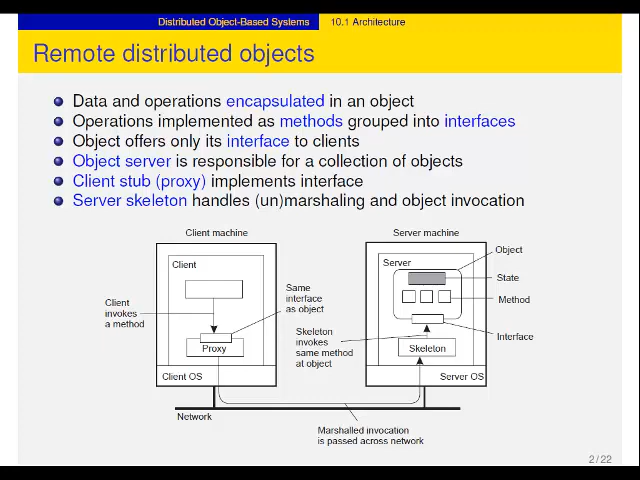 Distributed Object-Based Systems 10.1 Architecture
Remote distributed objects
Data and operations encapsulated in an object
Operations implemented as methods grouped into interfaces
Object offers only its interface to clients
Object server is responsible for a collection of objects
Client stub (proxy) implements interface
Server skeleton handles (un)marshaling and object invocation
Client machine
Server machine
Object
Client
Server
State
Same
interface
as object
Method
Client
invokes
a method
Skeleton
invokes
same method
at object
Interface
Proxy
Skeleton
Client OS
Server OS
Network
Marshalled invocation
is passed across network
2 / 22